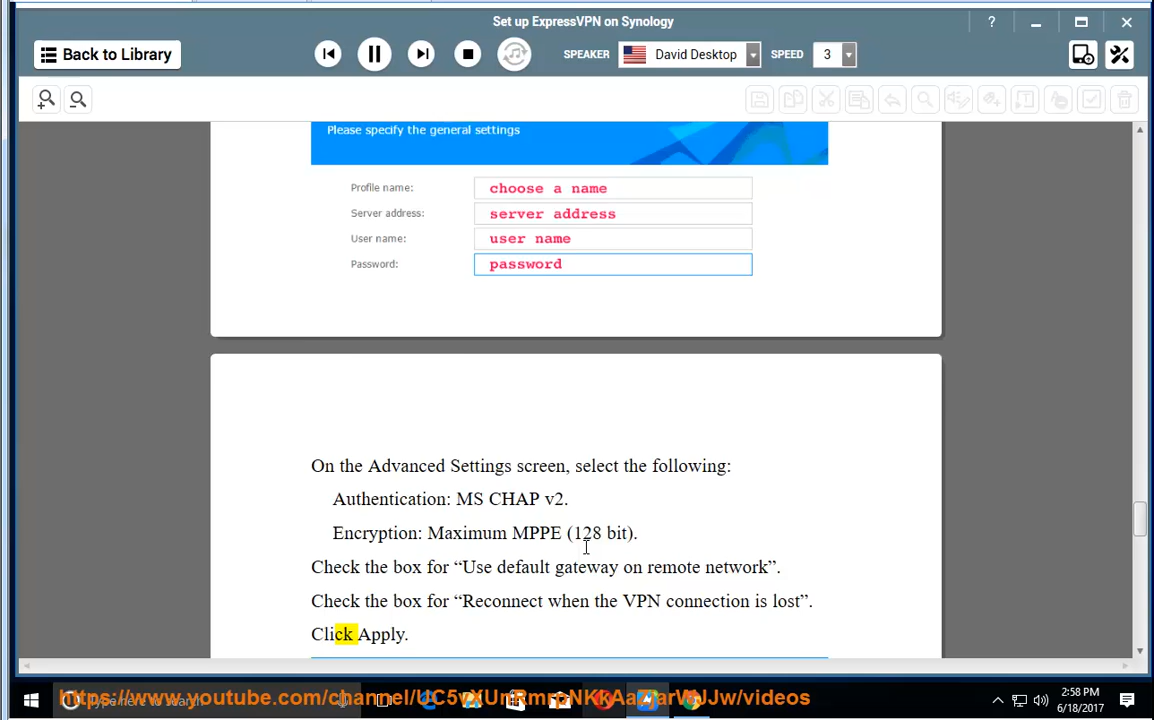 Set up ExpressVPN on Synology
Back to Library
SPEAKER David Desktop SPEED 3
Please specify the general settings
Profile name: choose a name
Server address: server address
User name: user name
Password: password
On the Advanced Settings screen, select the following:
Authentication: MS CHAP v2.
Encryption: Maximum MPPE (128 bit).
Check the box for “Use default gateway on remote network”.
Check the box for “Reconnect when the VPN connection is lost”.
Click Apply.
Type here to search
2:58 PM
6/18/2017